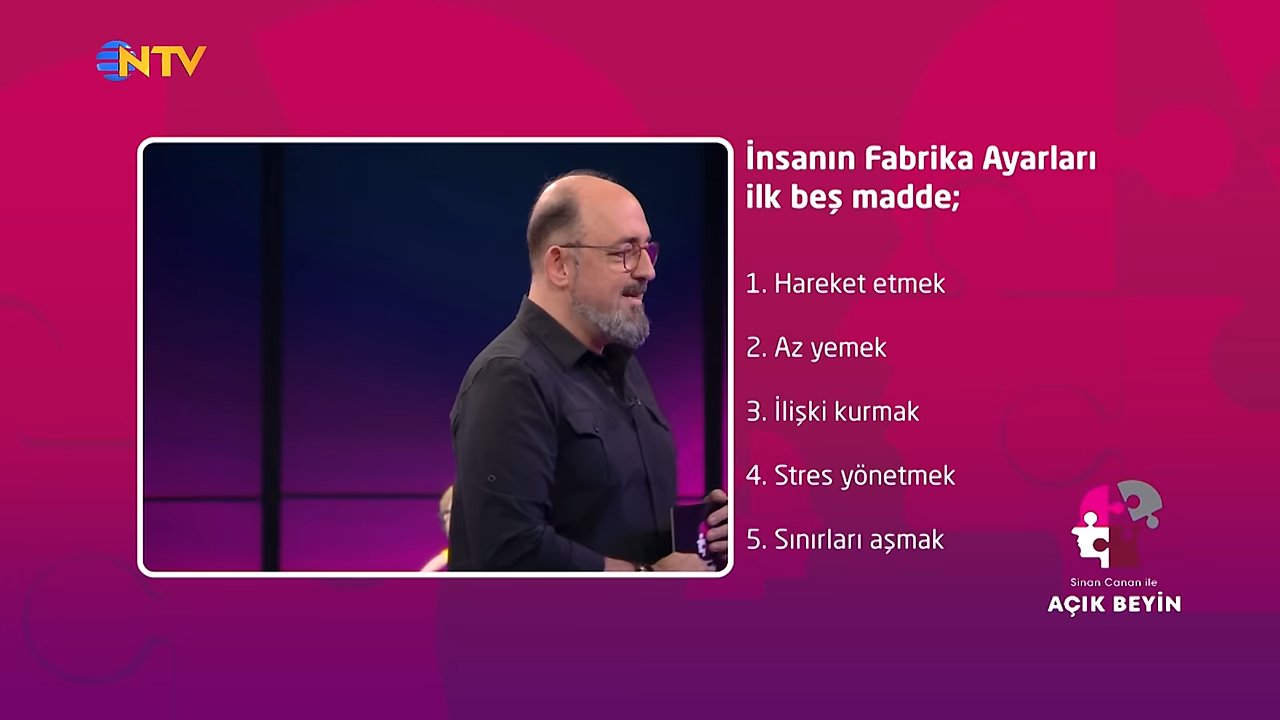 NTV
İnsanın Fabrika Ayarları
ilk beş madde;
1. Hareket etmek
2. Az yemek
3. İlişki kurmak
4. Stres yönetmek
5. Sınırları aşmak
Sinan Canan ile
AÇIK BEYİN